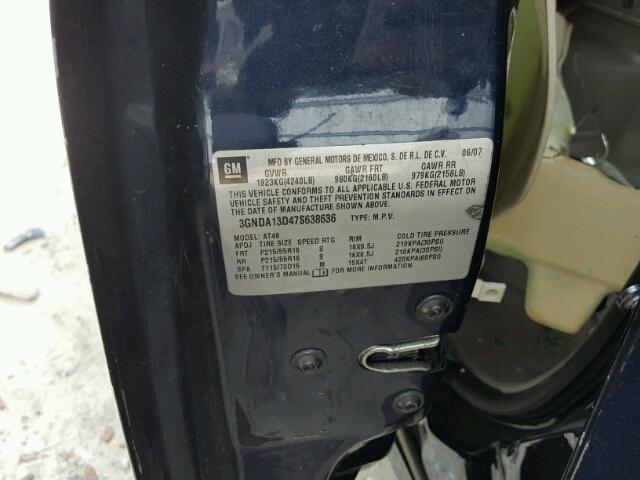 GM
MFD BY GENERAL MOTORS DE MEXICO, S. DE R.L. DE C.V. 06/07
GVWR GAWR FRT GAWR RR
1923KG(4240LB) 980KG(2160LB) 979KG(2158LB)
THIS VEHICLE CONFORMS TO ALL APPLICABLE U.S. FEDERAL MOTOR
VEHICLE SAFETY AND THEFT PREVENTION STANDARDS IN EFFECT ON
THE DATE OF MANUFACTURE SHOWN ABOVE.
3GNDA13D47S638636 TYPE: M.P.V.
MODEL: AT46
TIRE SIZE SPEED RTG RIM COLD TIRE PRESSURE
FRT P215/55R16 S 16X6.5J 210KPA(30PSI)
RR P215/55R16 S 16X6.5J 210KPA(30PSI)
SPA T115/70D15 M 15X4T 420KPA(60PSI)
SEE OWNER'S MANUAL FOR MORE INFORMATION